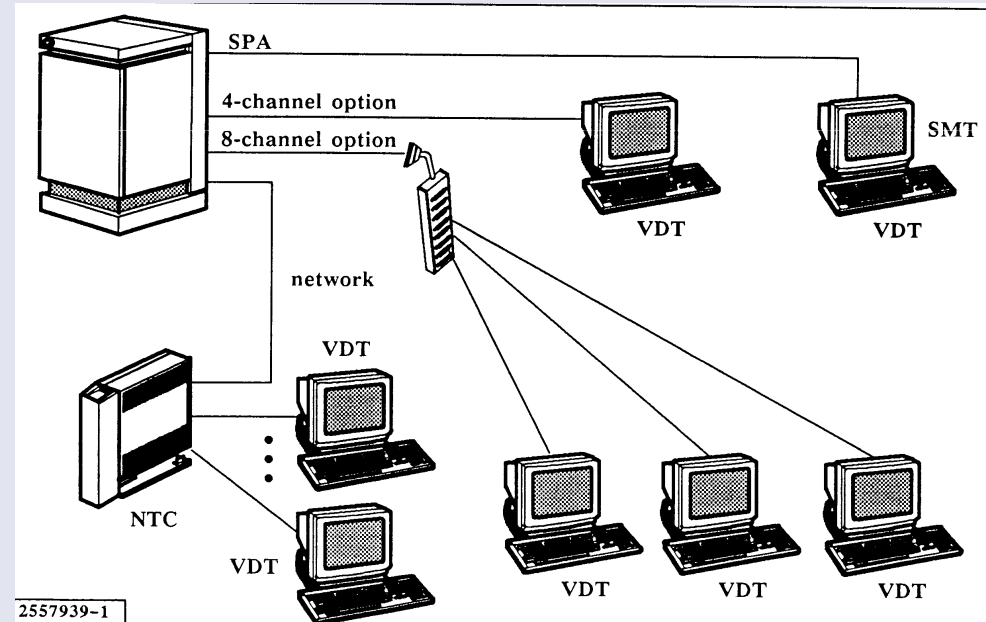 SPA
4-channel option
8-channel option
SMT
VDT
VDT
network
VDT
NTC
VDT
VDT
VDT
VDT
2557939-1